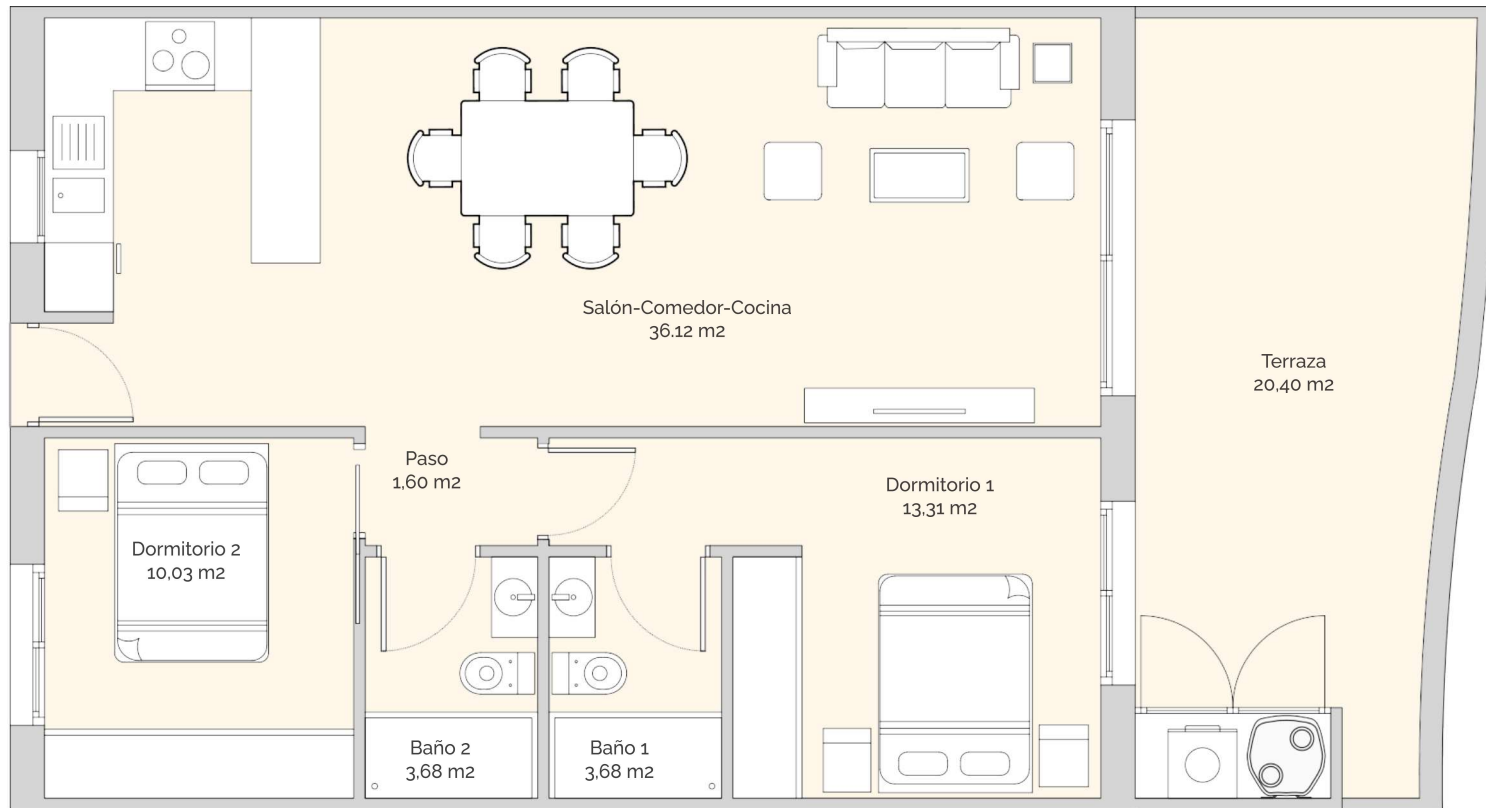 Salón-Comedor-Cocina
36.12 m2
Terraza
20,40 m2
Paso
1,60 m2
Dormitorio 1
13,31 m2
Dormitorio 2
10,03 m2
Baño 2
3,68 m2
Baño 1
3,68 m2